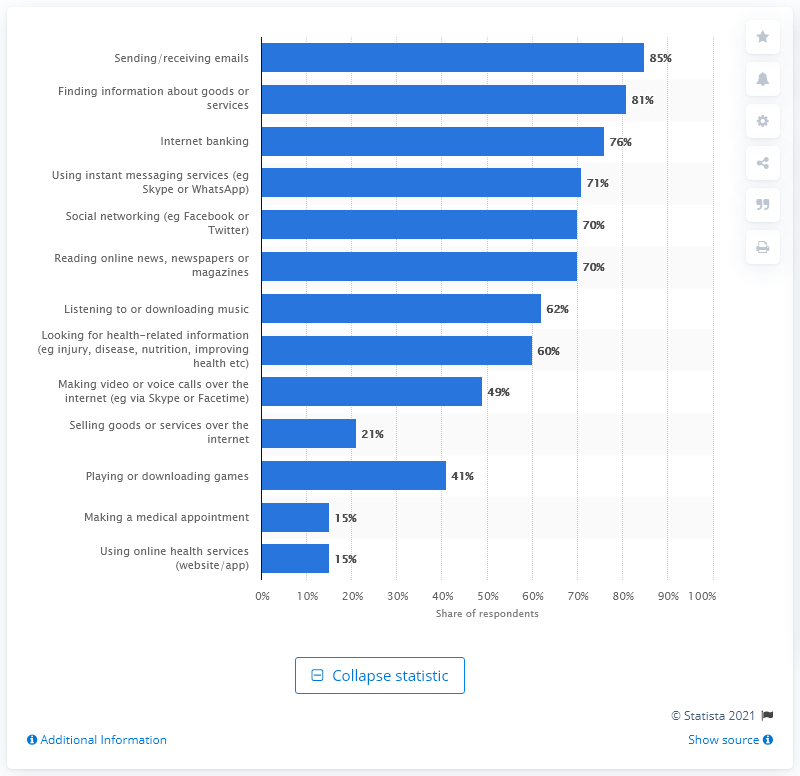 Sending/receiving emails
85%
Finding information about goods or
services
81%
Internet banking
76%
Using instant messaging services (eg
Skype or WhatsApp)
71%
Social networking (eg Facebook or
Twitter)
70%
Reading online news, newspapers or
magazines
70%
Listening to or downloading music
62%
Looking for health-related information
(eg injury, disease, nutrition, improving
health etc)
60%
Making video or voice calls over the
internet (eg via Skype or Facetime)
49%
Selling goods or services over the
internet
21%
Playing or downloading games
41%
Making a medical appointment
15%
Using online health services
(website/app)
15%
0% 10% 20% 30% 40% 50% 60% 70% 80% 90% 100%
Share of respondents
Collapse statistic
© Statista 2021
Additional Information
Show source